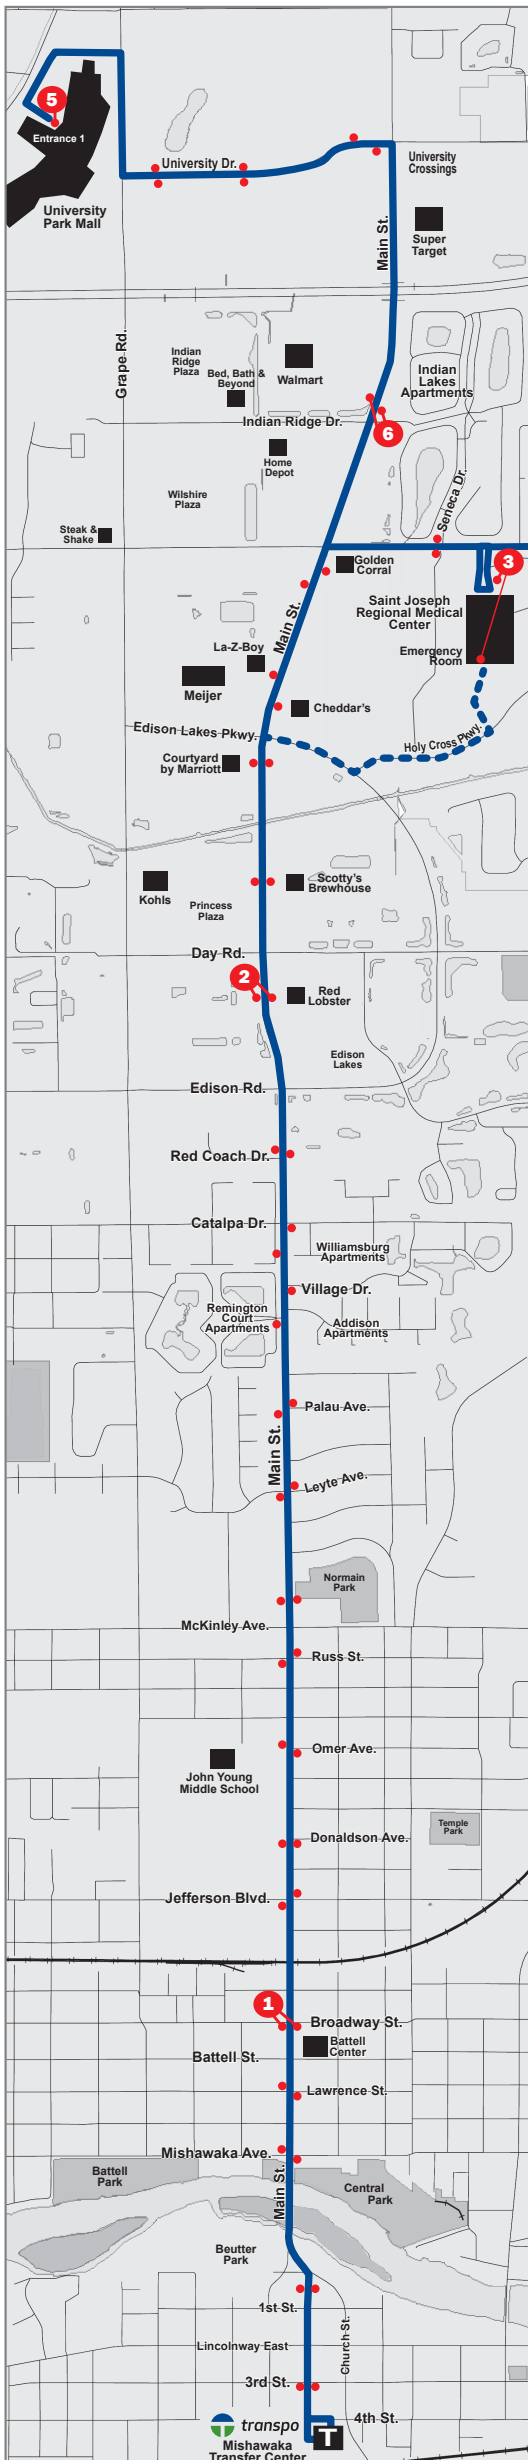 5
Entrance 1
University
Park Mall
University Dr.
University
Crossings
Main St.
Super
Target
Grape Rd.
Indian
Ridge
Plaza
Bed, Bath &
Beyond
Walmart
Indian
Lakes
Apartments
Indian Ridge Dr.
6
Home
Depot
Wilshire
Plaza
Seneca Dr.
Steak &
Shake
Golden
Corral
3
Saint Joseph
Regional Medical
Center
Main St.
La-Z-Boy
Emergency
Room
Meijer
Cheddar's
Edison Lakes Pkwy.
Holy Cross Pkwy.
Courtyard
by Marriott
Kohls
Scotty's
Brewhouse
Princess
Plaza
Day Rd.
2
Red
Lobster
Edison
Lakes
Edison Rd.
Red Coach Dr.
Catalpa Dr.
Williamsburg
Apartments
Village Dr.
Remington
Court
Apartments
Addison
Apartments
Palau Ave.
Main St.
Leyte Ave.
Normain
Park
McKinley Ave.
Russ St.
Omer Ave.
John Young
Middle School
Temple
Park
Donaldson Ave.
Jefferson Blvd.
1
Broadway St.
Battell
Center
Battell St.
Lawrence St.
Mishawaka Ave.
Battell
Park
Main St.
Central
Park
Beutter
Park
1st St.
Church St.
Lincolnway East
3rd St.
4th St.
transpo
T
Mishawaka
Transfer Center